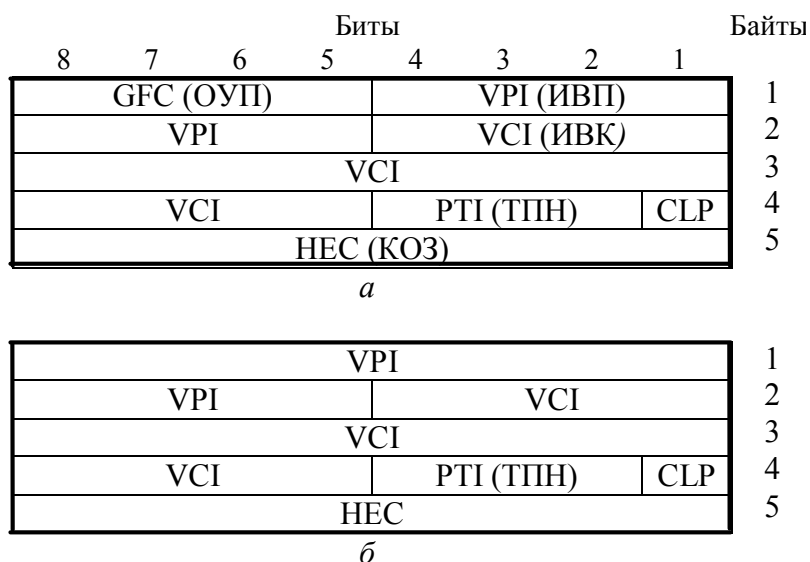 Биты Байты
8 7 6 5 4 3 2 1
GFC (ОУП) VPI (ИВП) 1
VPI VCI (ИВК) 2
VCI 3
VCI PTI (ТПН) CLP 4
HEC (КОЗ) 5
а
VPI 1
VPI VCI 2
VCI 3
VCI PTI (ТПН) CLP 4
HEC 5
б